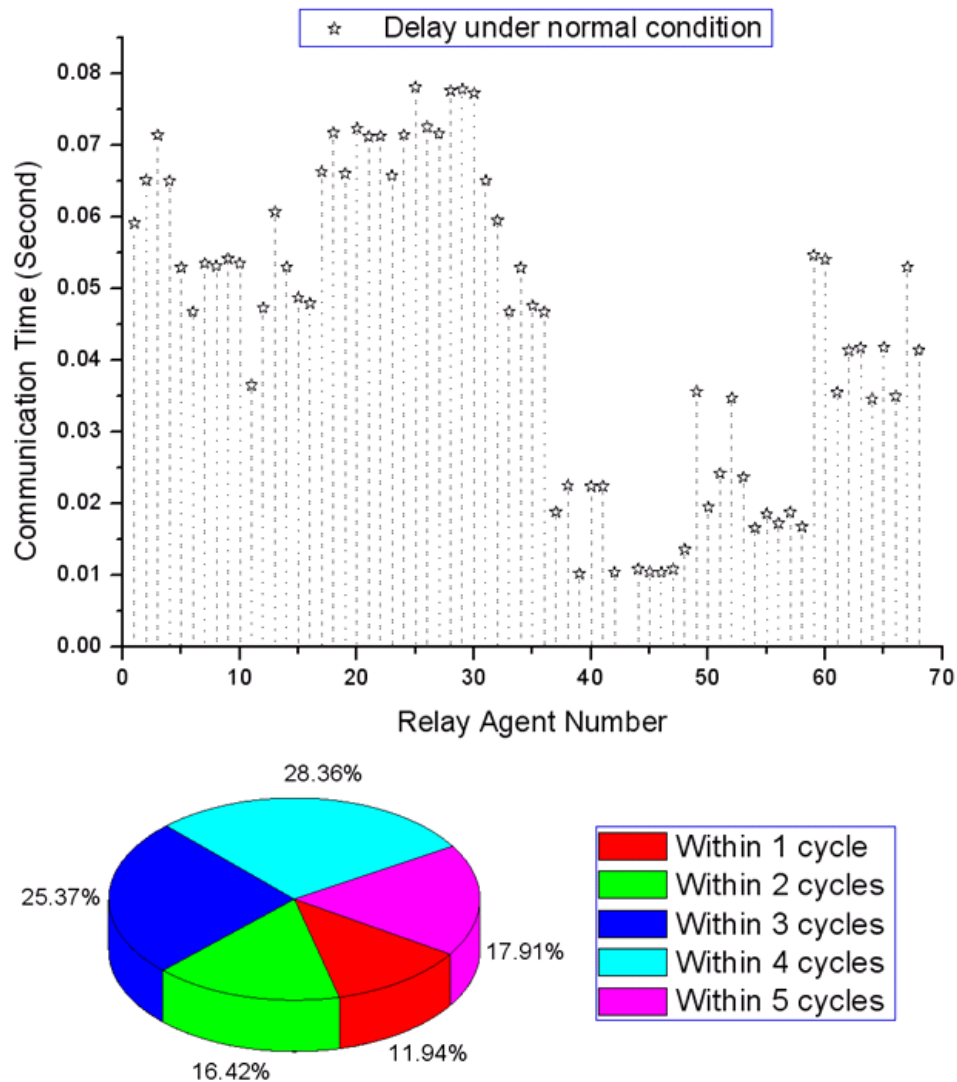 Delay under normal condition
Communication Time (Second)
0.08
0.07
0.06
0.05
0.04
0.03
0.02
0.01
0.00
0 10 20 30 40 50 60 70
Relay Agent Number
28.36%
25.37%
17.91%
16.42%
11.94%
Within 1 cycle
Within 2 cycles
Within 3 cycles
Within 4 cycles
Within 5 cycles